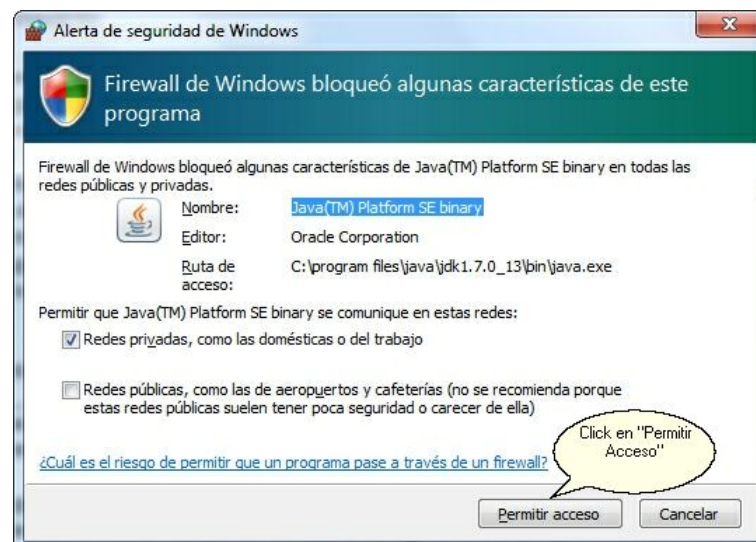 Alerta de seguridad de Windows
Firewall de Windows bloqueó algunas características de este
programa
Firewall de Windows bloqueó algunas características de Java(TM) Platform SE binary en todas las
redes públicas y privadas.
Nombre: Java(TM) Platform SE binary
Editor: Oracle Corporation
Ruta de acceso: C:\program files\java\jdk1.7.0_13\bin\java.exe
Permitir que Java(TM) Platform SE binary se comunique en estas redes:
Redes privadas, como las domésticas o del trabajo
Redes públicas, como las de aeropuertos y cafeterías (no se recomienda porque
estas redes públicas suelen tener poca seguridad o carecer de ella)
Click en "Permitir
Acceso"
¿Cuál es el riesgo de permitir que un programa pase a través de un firewall?
Permitir acceso
Cancelar